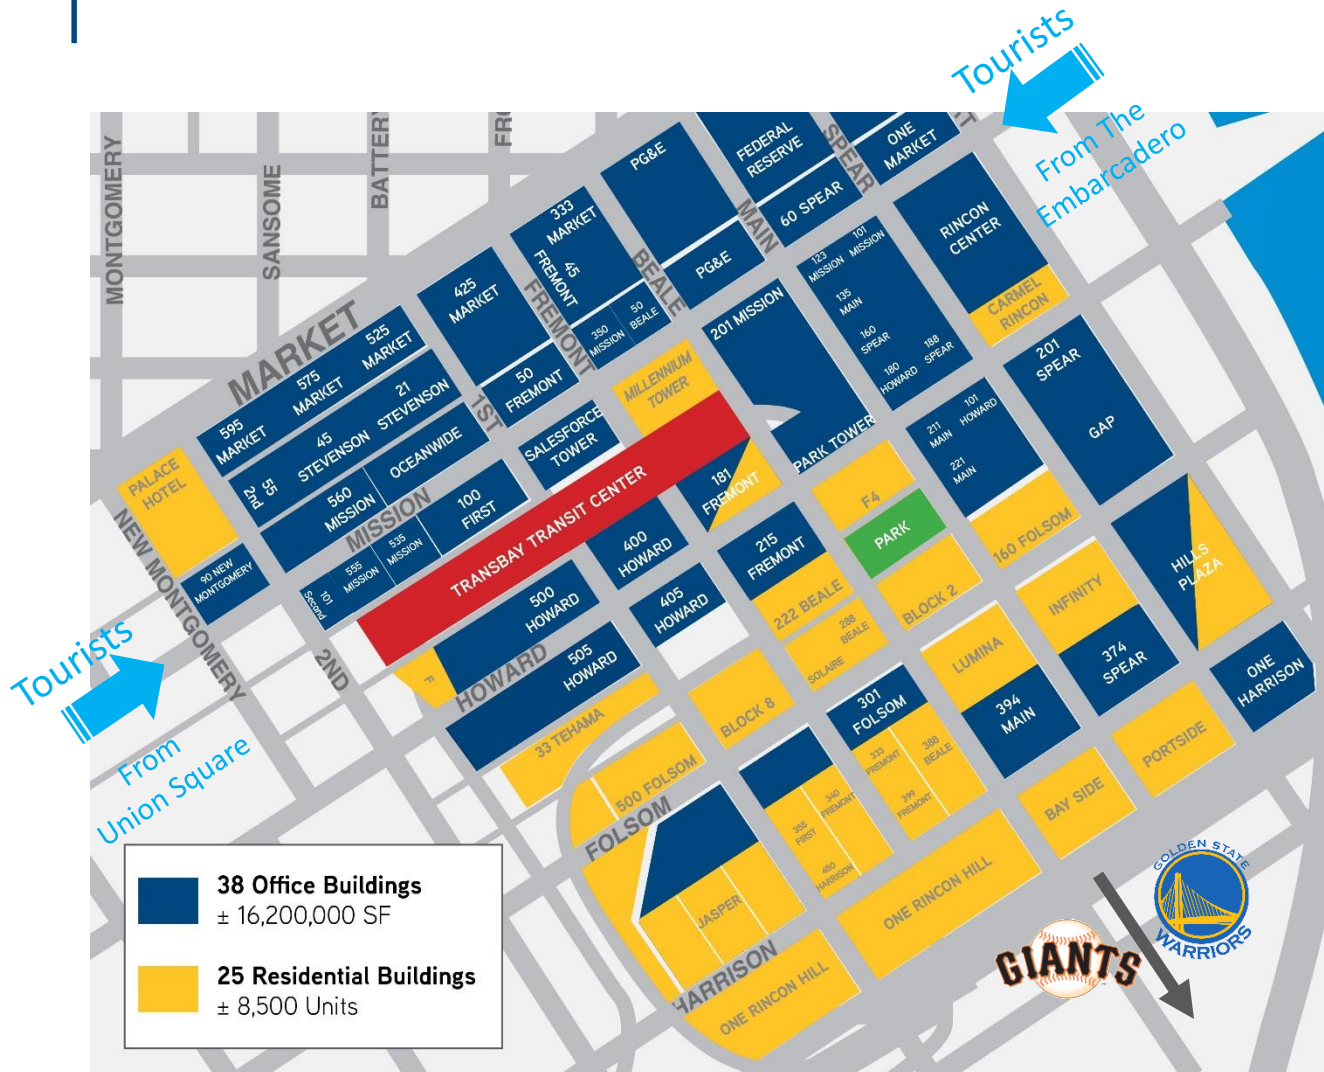 Tourists
From The
Embarcadero
MONTGOMERY
SANSOME
BATTERY
PG&E
FEDERAL
RESERVE
SPEAR
ONE
MARKET
60 SPEAR
MAIN
PG&E
333
MARKET
45
FREMONT
BEALE
FREMONT
350
MISSION
50
BEALE
RINCON
CENTER
CARMEL
RINCON
123
MISSION
101
MISSION
135
MAIN
160
SPEAR
180
HOWARD
188
SPEAR
201 MISSION
PARK TOWER
MARKET
425
MARKET
525
MARKET
575
MARKET
595
MARKET
21
STEVENSON
45
STEVENSON
55
2nd
1ST
50
FREMONT
OCEANWIDE
560
MISSION
MISSION
SALESFORCE
TOWER
MILLENNIUM
TOWER
100
FIRST
535
MISSION
555
MISSION
101
Second
PALACE
HOTEL
90 NEW
MONTGOMERY
NEW MONTGOMERY
2ND
TRANSBAY TRANSIT CENTER
181
FREMONT
400
HOWARD
500
HOWARD
405
HOWARD
505
HOWARD
HOWARD
F
33 TEHAMA
215
FREMONT
222 BEALE
288
BEALE
SOLAIRE
F4
PARK
BLOCK 2
211
MAIN
101
HOWARD
221
MAIN
160 FOLSOM
201
SPEAR
GAP
HILLS
PLAZA
INFINITY
374
SPEAR
LUMINA
394
MAIN
ONE
HARRISON
PORTSIDE
BAY SIDE
BLOCK 8
500 FOLSOM
FOLSOM
301
FOLSOM
333
FREMONT
388
BEALE
399
FREMONT
340
FREMONT
355
FIRST
450
HARRISON
JASPER
HARRISON
ONE RINCON HILL
ONE RINCON HILL
Tourists
From
Union Square
38 Office Buildings
± 16,200,000 SF
25 Residential Buildings
± 8,500 Units
GIANTS
GOLDEN STATE
WARRIORS